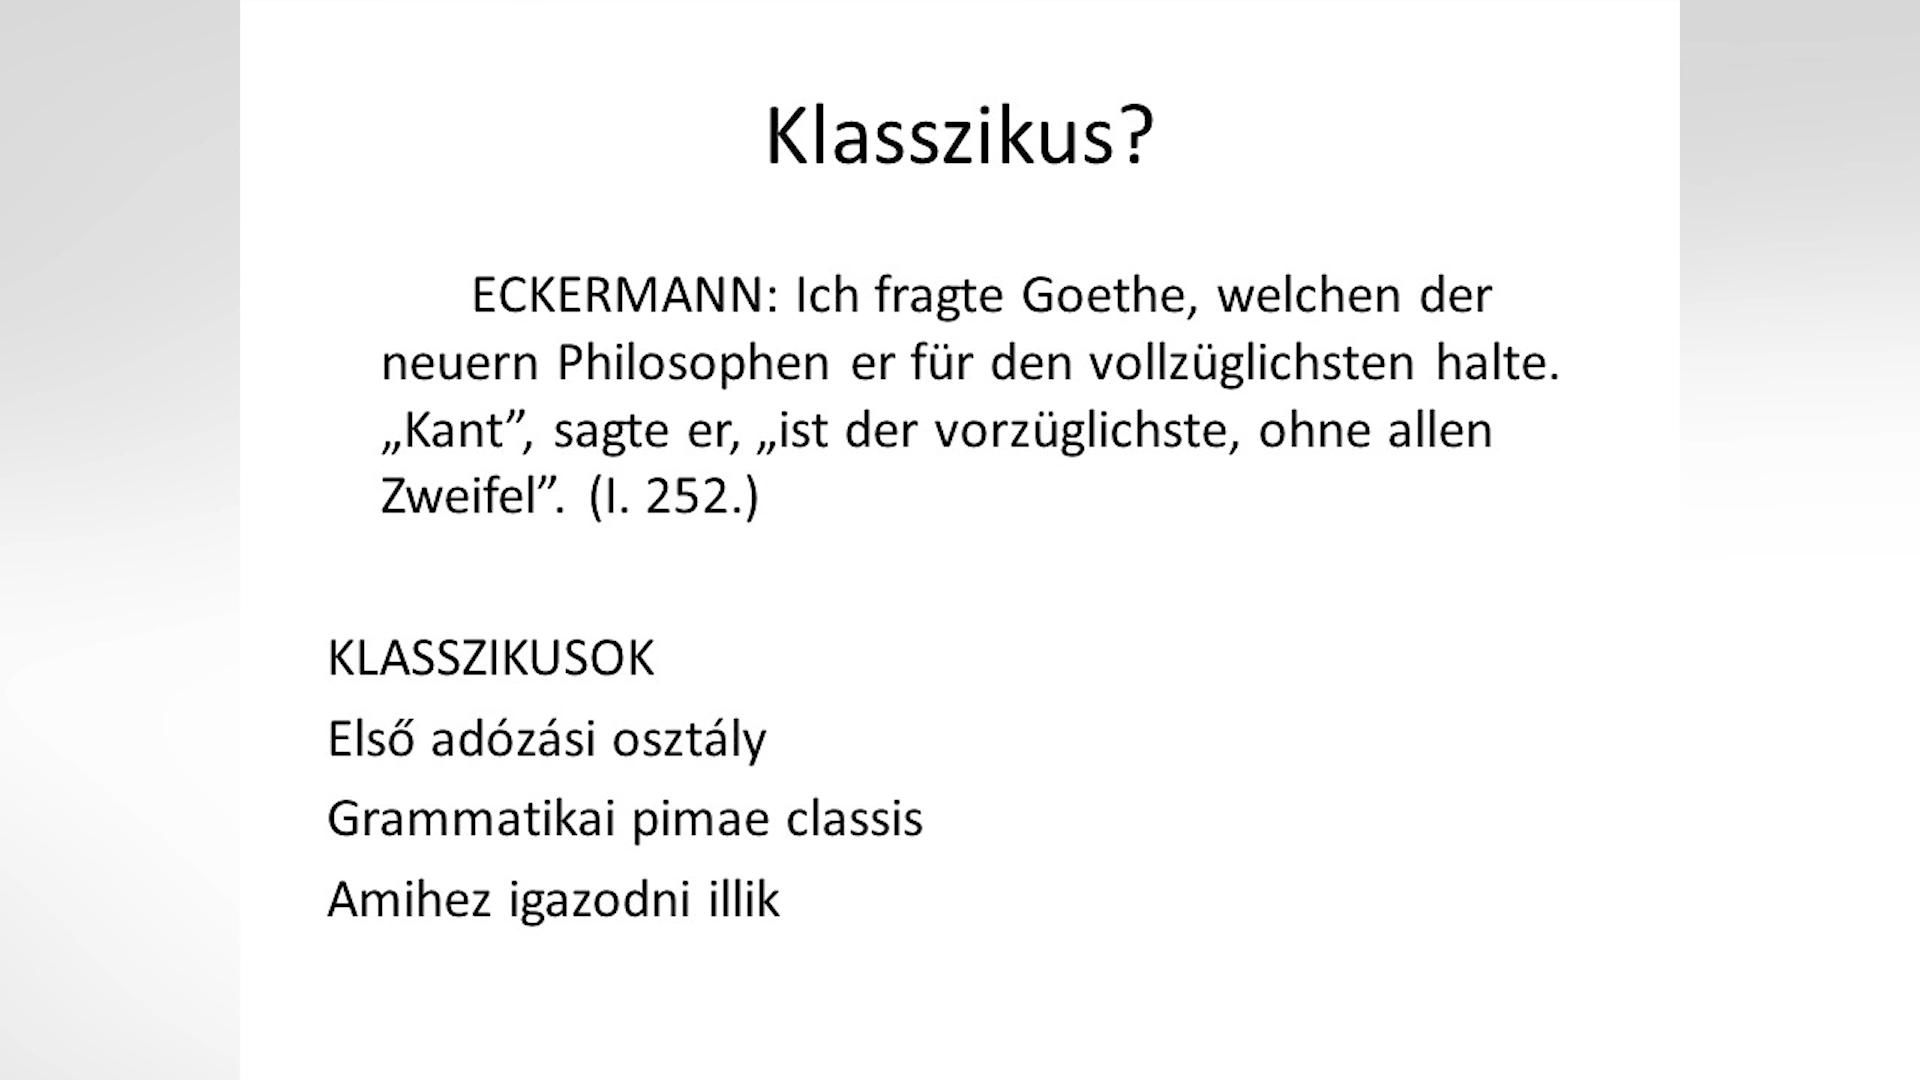 Klasszikus?
ECKERMANN: Ich fragte Goethe, welchen der
neuern Philosophen er für den vollzüglichsten halte.
„Kant”, sagte er, „ist der vorzüglichste, ohne allen
Zweifel”. (I. 252.)
KLASSZIKUSOK
Első adózási osztály
Grammatikai pimae classis
Amihez igazodni illik